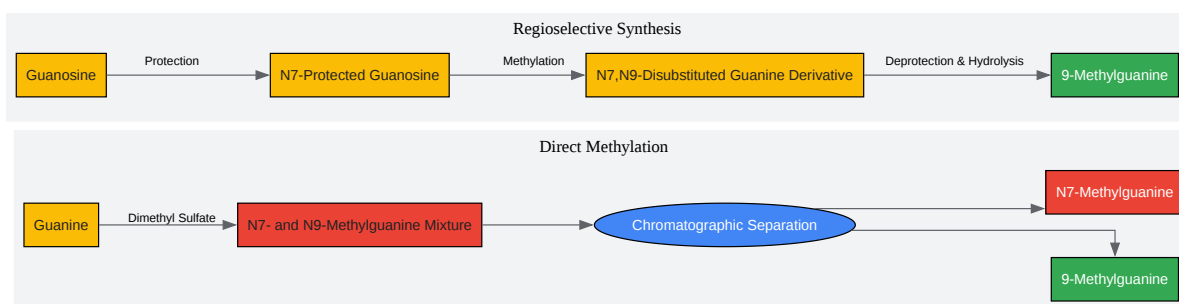 Regioselective Synthesis
Guanosine
Protection
N7-Protected Guanosine
Methylation
N7,N9-Disubstituted Guanine Derivative
Deprotection & Hydrolysis
9-Methylguanine
Direct Methylation
Guanine
Dimethyl Sulfate
N7- and N9-Methylguanine Mixture
Chromatographic Separation
N7-Methylguanine
9-Methylguanine